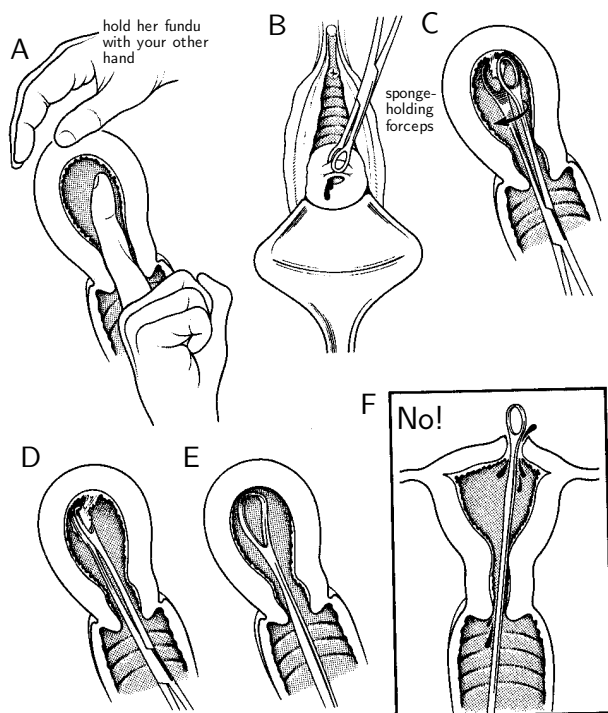 A
hold her fundu
with your other
hand
B
sponge-
holding
forceps
C
D
E
F
No!